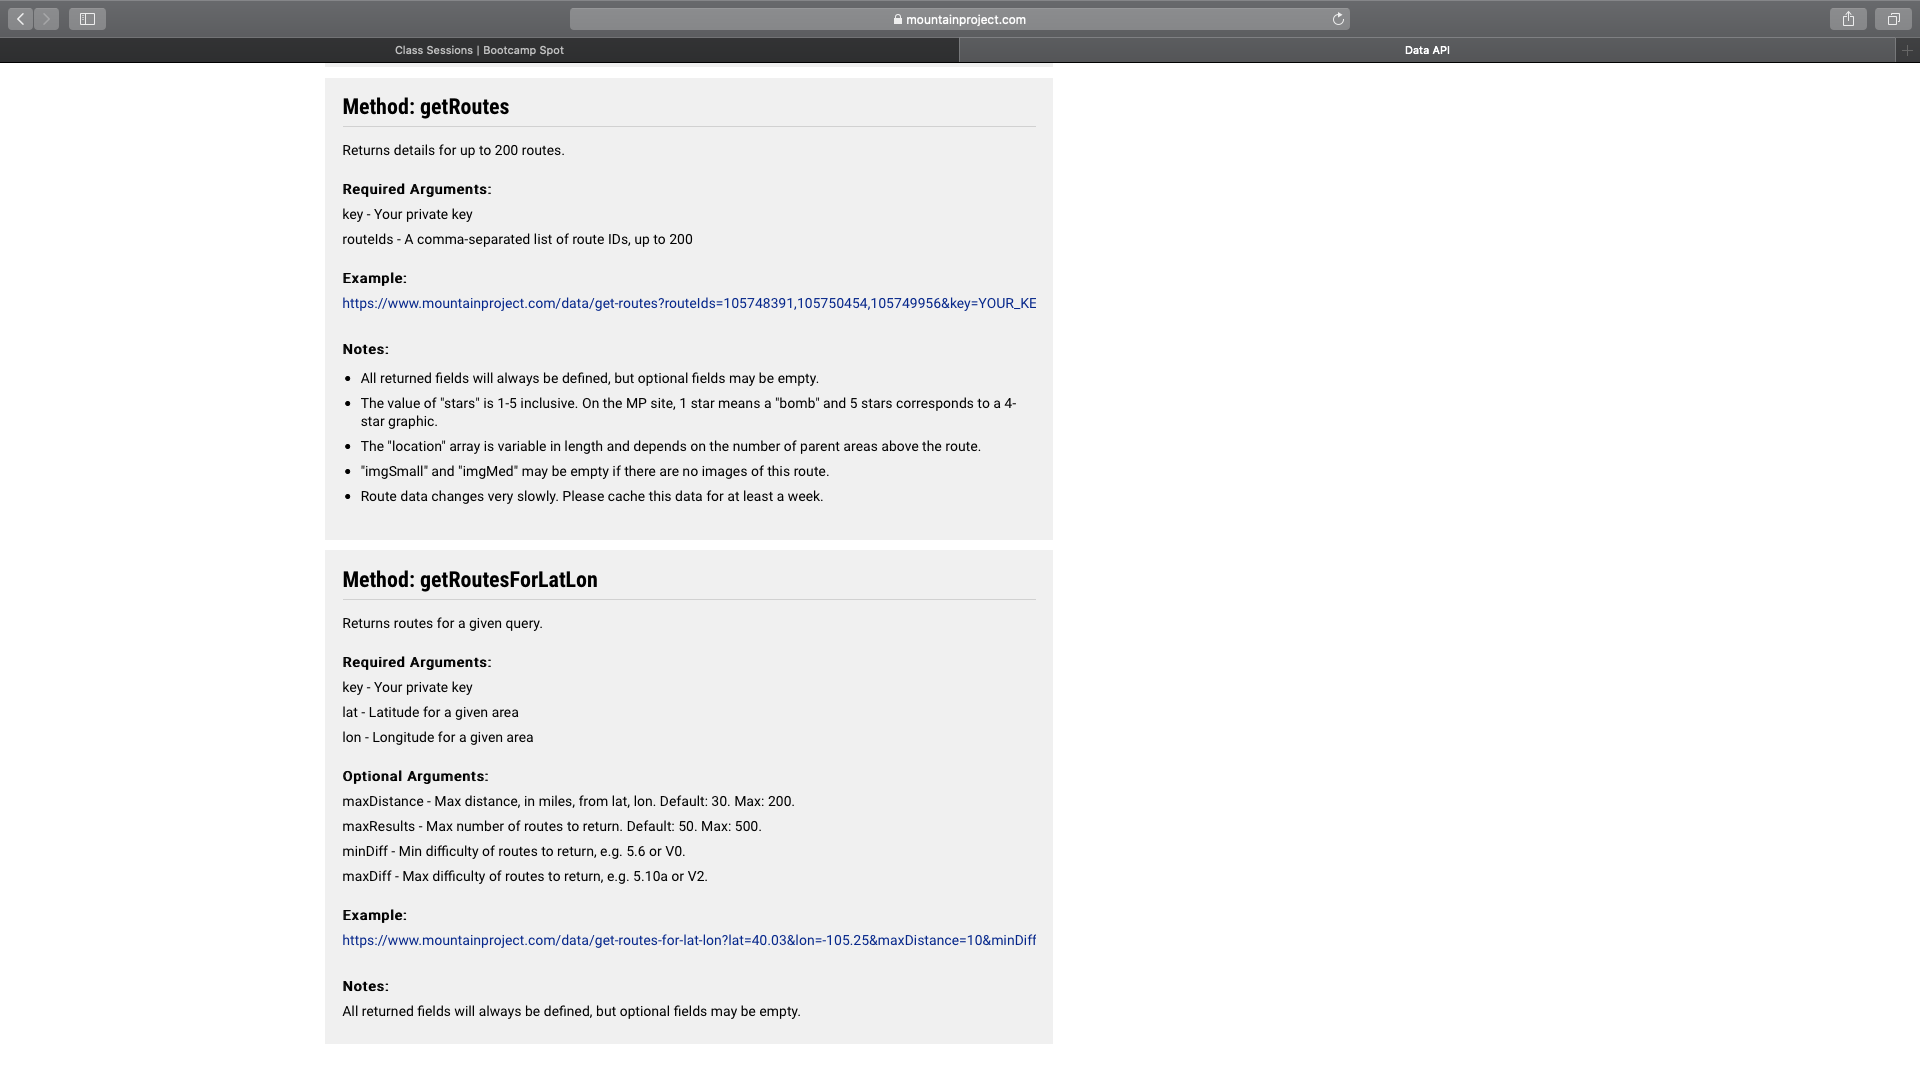 mountainproject.com
Class Sessions | Bootcamp Spot
Data API
Method: getRoutes
Returns details for up to 200 routes.
Required Arguments:
key - Your private key
routeIds - A comma-separated list of route IDs, up to 200
Example:
https://www.mountainproject.com/data/get-routes?routeIds=105748391,105750454,105749956&key=YOUR_KE
Notes:
• All returned fields will always be defined, but optional fields may be empty.
• The value of "stars" is 1-5 inclusive. On the MP site, 1 star means a "bomb" and 5 stars corresponds to a 4-
star graphic.
• The "location" array is variable in length and depends on the number of parent areas above the route.
• "imgSmall" and "imgMed" may be empty if there are no images of this route.
• Route data changes very slowly. Please cache this data for at least a week.
Method: getRoutesForLatLon
Returns routes for a given query.
Required Arguments:
key - Your private key
lat - Latitude for a given area
lon - Longitude for a given area
Optional Arguments:
maxDistance - Max distance, in miles, from lat, lon. Default: 30. Max: 200.
maxResults - Max number of routes to return. Default: 50. Max: 500.
minDiff - Min difficulty of routes to return, e.g. 5.6 or V0.
maxDiff - Max difficulty of routes to return, e.g. 5.10a or V2.
Example:
https://www.mountainproject.com/data/get-routes-for-lat-lon?lat=40.03&lon=-105.25&maxDistance=10&minDiff
Notes:
All returned fields will always be defined, but optional fields may be empty.